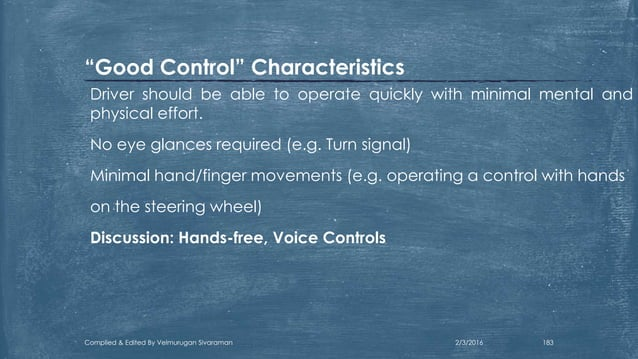 “Good Control” Characteristics
Driver should be able to operate quickly with minimal mental and
physical effort.
No eye glances required (e.g. Turn signal)
Minimal hand/finger movements (e.g. operating a control with hands
on the steering wheel)
Discussion: Hands-free, Voice Controls
Complied & Edited By Velmurugan Sivaraman 2/3/2016 183